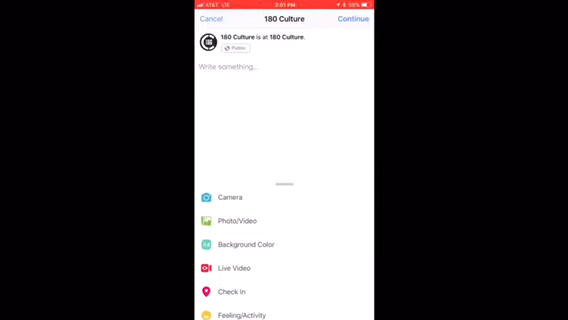 AT&T LTE 2:51 PM 58%
Cancel 180 Culture Continue
180 Culture is at 180 Culture.
Public
Write something...
Camera
Photo/Video
Background Color
Live Video
Check In
Feeling/Activity